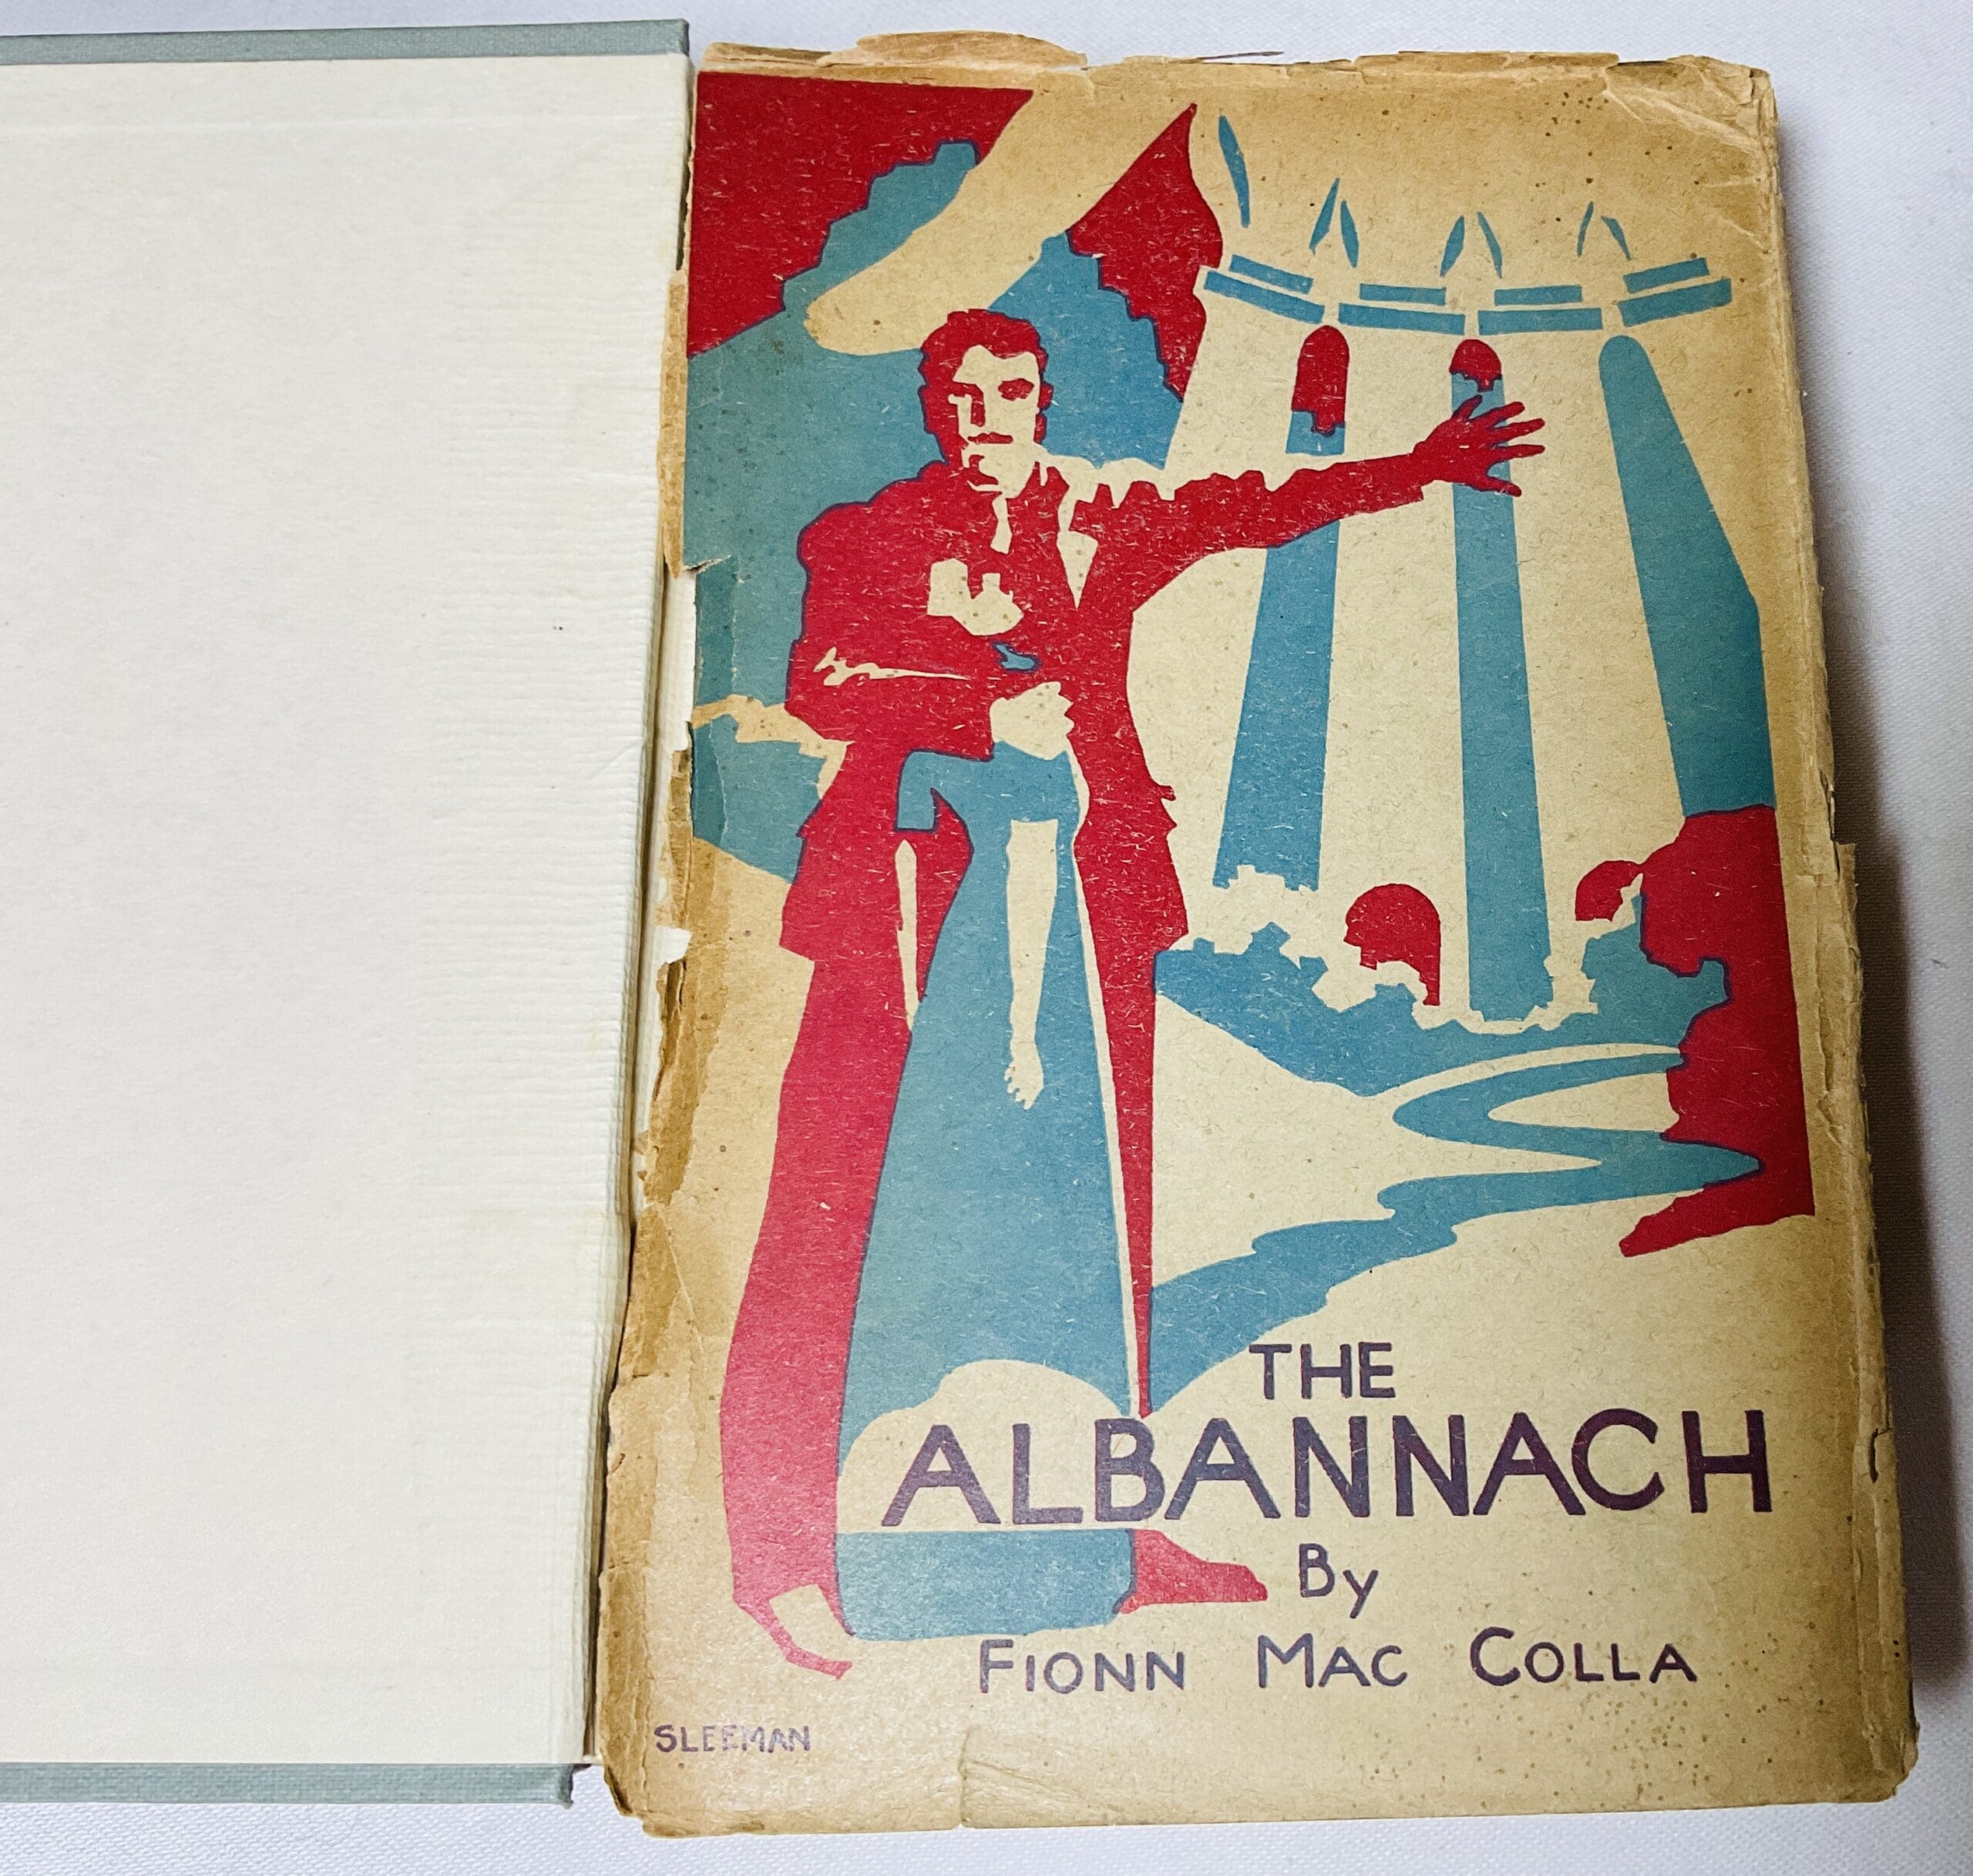 THE
ALBANNACH
By
FIONN MAC COLLA
SLEEMAN